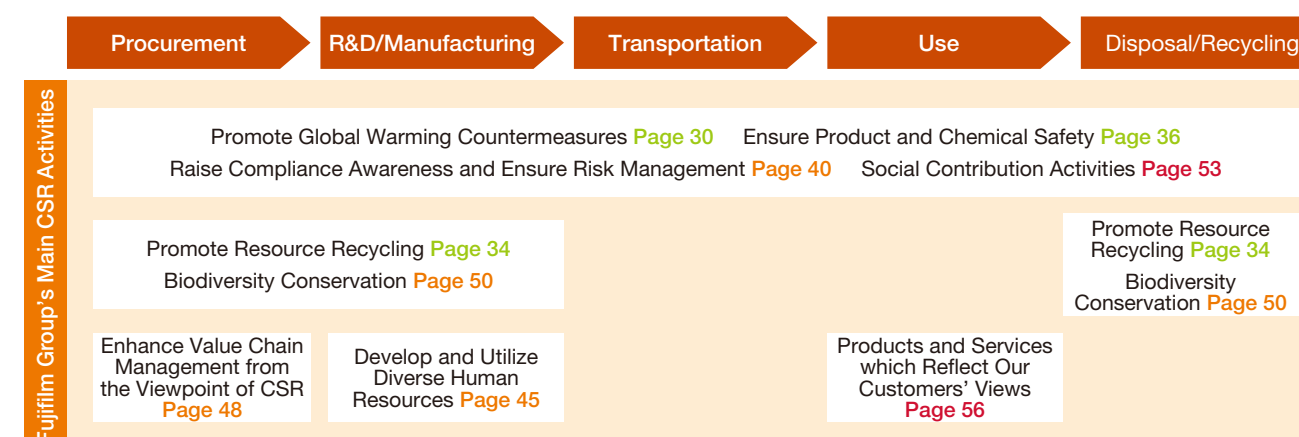 Procurement
R&D/Manufacturing
Transportation
Use
Disposal/Recycling
Fujifilm Group's Main CSR Activities
Promote Global Warming Countermeasures Page 30 Ensure Product and Chemical Safety Page 36
Raise Compliance Awareness and Ensure Risk Management Page 40 Social Contribution Activities Page 53
Promote Resource Recycling Page 34
Biodiversity Conservation Page 50
Promote Resource
Recycling Page 34
Biodiversity
Conservation Page 50
Enhance Value Chain
Management from
the Viewpoint of CSR
Page 48
Develop and Utilize
Diverse Human
Resources Page 45
Products and Services
which Reflect Our
Customers' Views
Page 56